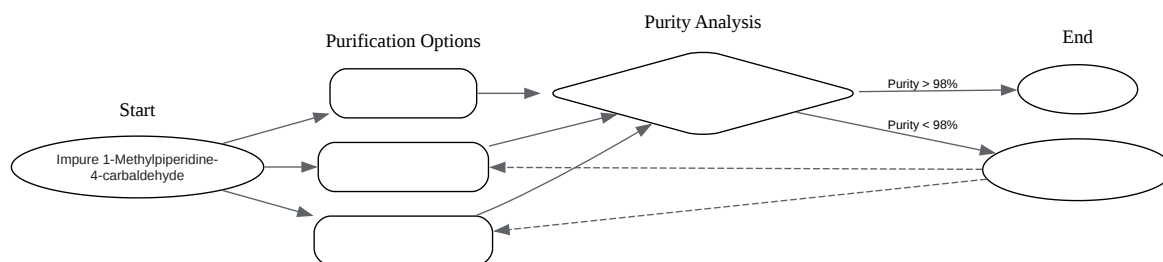 Purity Analysis
Purification Options
End
Start
Purity > 98%
Purity < 98%
Impure 1-Methylpiperidine-
4-carbaldehyde